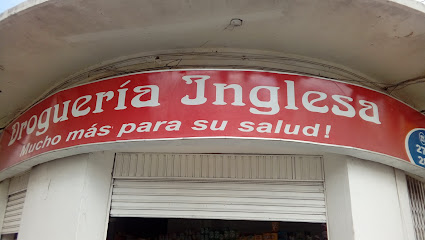 Droguería Inglesa
Mucho más para su salud!